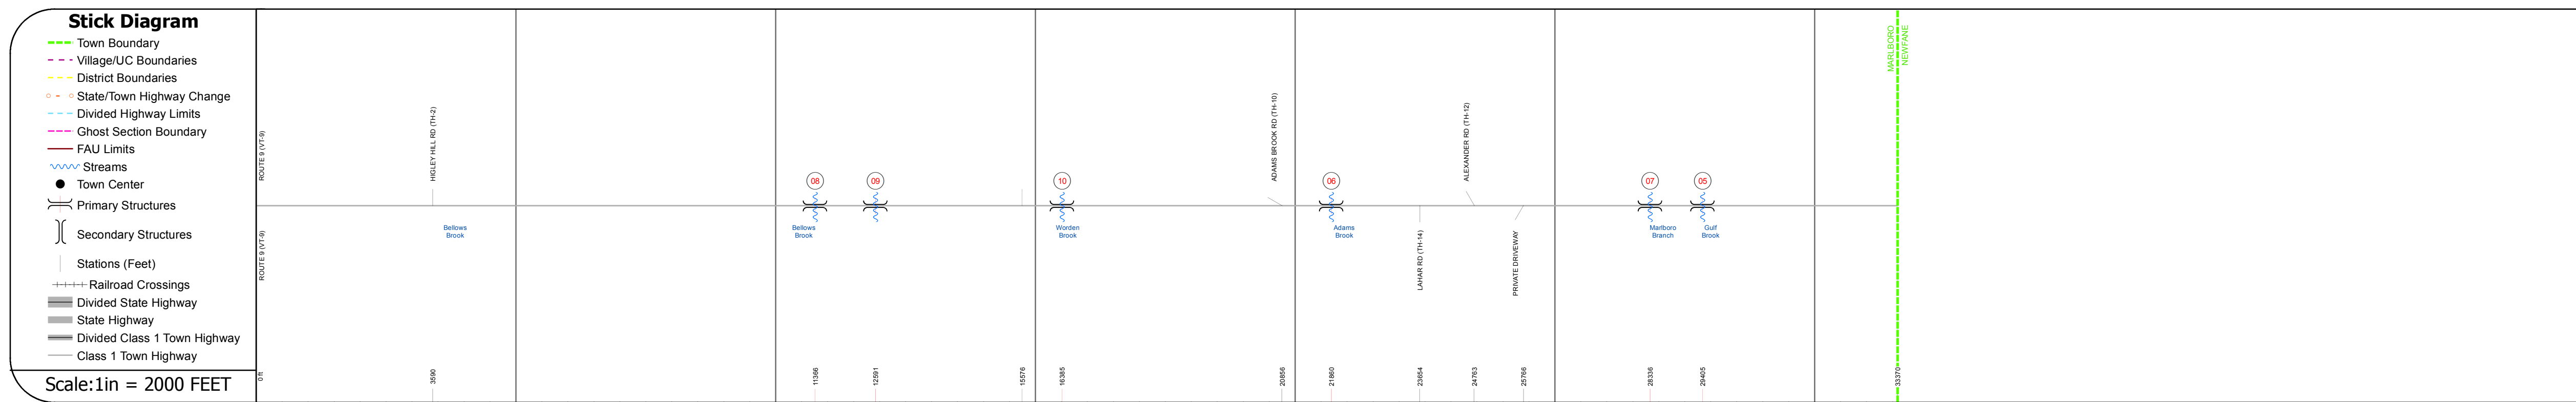 Stick Diagram
Town Boundary
Village/UC Boundaries
District Boundaries
State/Town Highway Change
Divided Highway Limits
Ghost Section Boundary
FAU Limits
Streams
Town Center
Primary Structures
Secondary Structures
Stations (Feet)
Railroad Crossings
Divided State Highway
State Highway
Divided Class 1 Town Highway
Class 1 Town Highway
Scale:1in = 2000 FEET
ROUTE 9 (VT-9)
ROUTE 9 (VT-9)
0 ft
HIGLEY HILL RD (TH-2)
Bellows
Brook
3590
08
Bellows
Brook
11366
09
12591
15576
10
Worden
Brook
16385
ADAMS BROOK RD (TH-10)
20856
06
Adams
Brook
21860
LAHAR RD (TH-14)
23654
ALEXANDER RD (TH-12)
24763
PRIVATE DRIVEWAY
25766
07
Marlboro
Branch
28336
05
Gulf
Brook
29405
MARLBORO
NEWFANE
33370